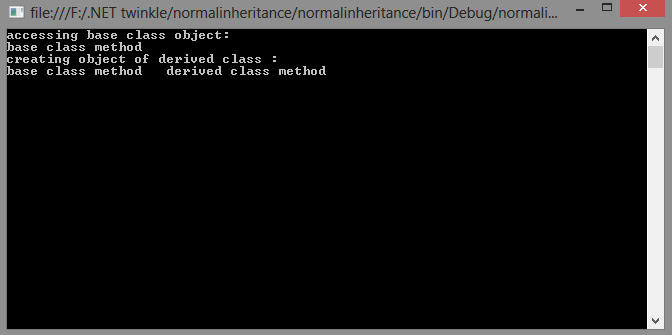 file:///F:/.NET twinkle/normalinheritance/normalinheritance/bin/Debug/normali...
accessing base class object:
base class method
creating object of derived class :
base class method   derived class method